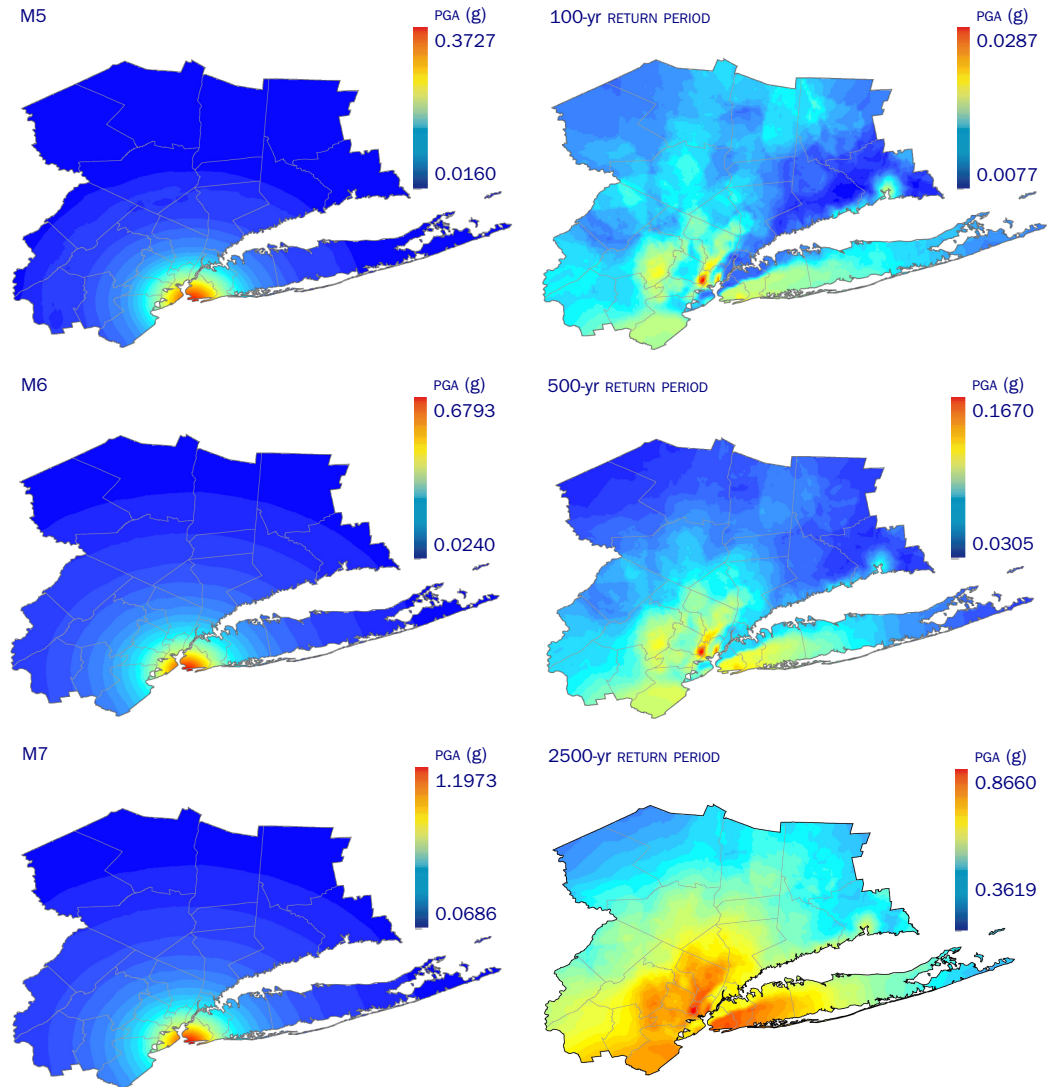 M5
PGA (g)
0.3727
0.0160
100-yr RETURN PERIOD
PGA (g)
0.0287
0.0077
M6
PGA (g)
0.6793
0.0240
500-yr RETURN PERIOD
PGA (g)
0.1670
0.0305
M7
PGA (g)
1.1973
0.0686
2500-yr RETURN PERIOD
PGA (g)
0.8660
0.3619